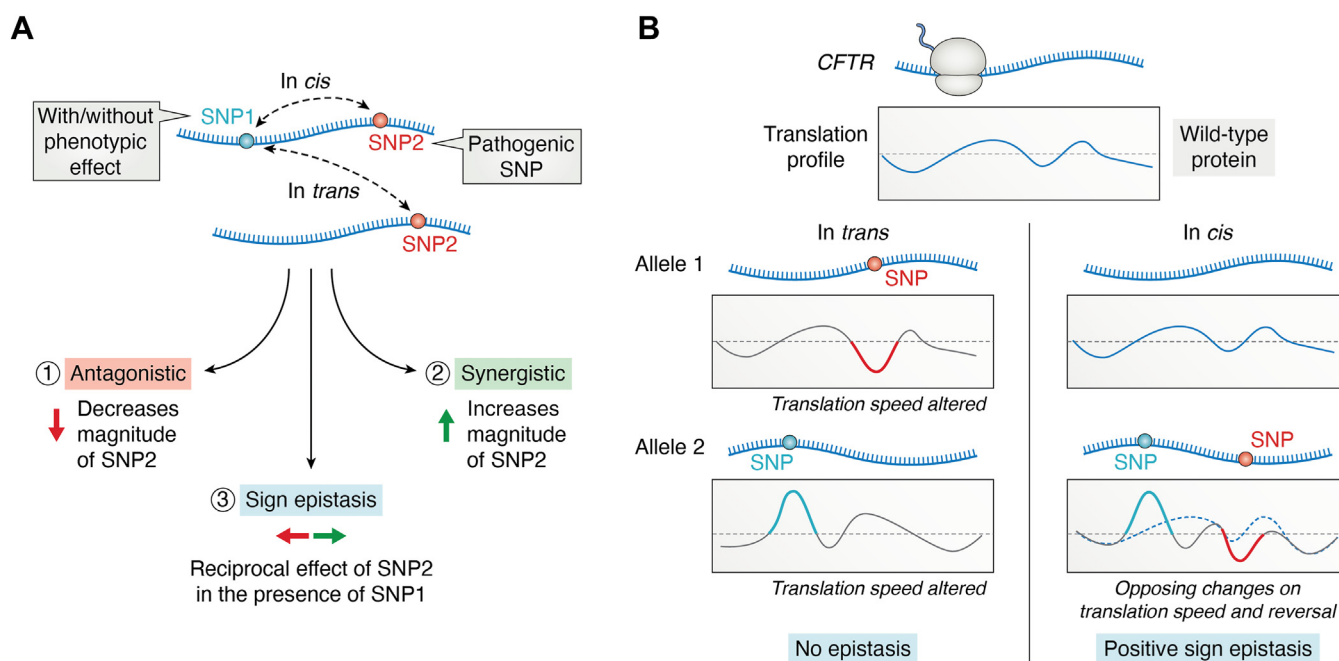 A
In cis
With/without
phenotypic
effect
SNP1
SNP2
Pathogenic
SNP
In trans
SNP2
1 Antagonistic
Decreases
magnitude
of SNP2
2 Synergistic
Increases
magnitude
of SNP2
3 Sign epistasis
Reciprocal effect of SNP2
in the presence of SNP1
B
CFTR
Translation
profile
Wild-type
protein
In trans
In cis
Allele 1
SNP
Translation speed altered
Allele 2
SNP
SNP
SNP
Translation speed altered
Opposing changes on
translation speed and reversal
No epistasis
Positive sign epistasis